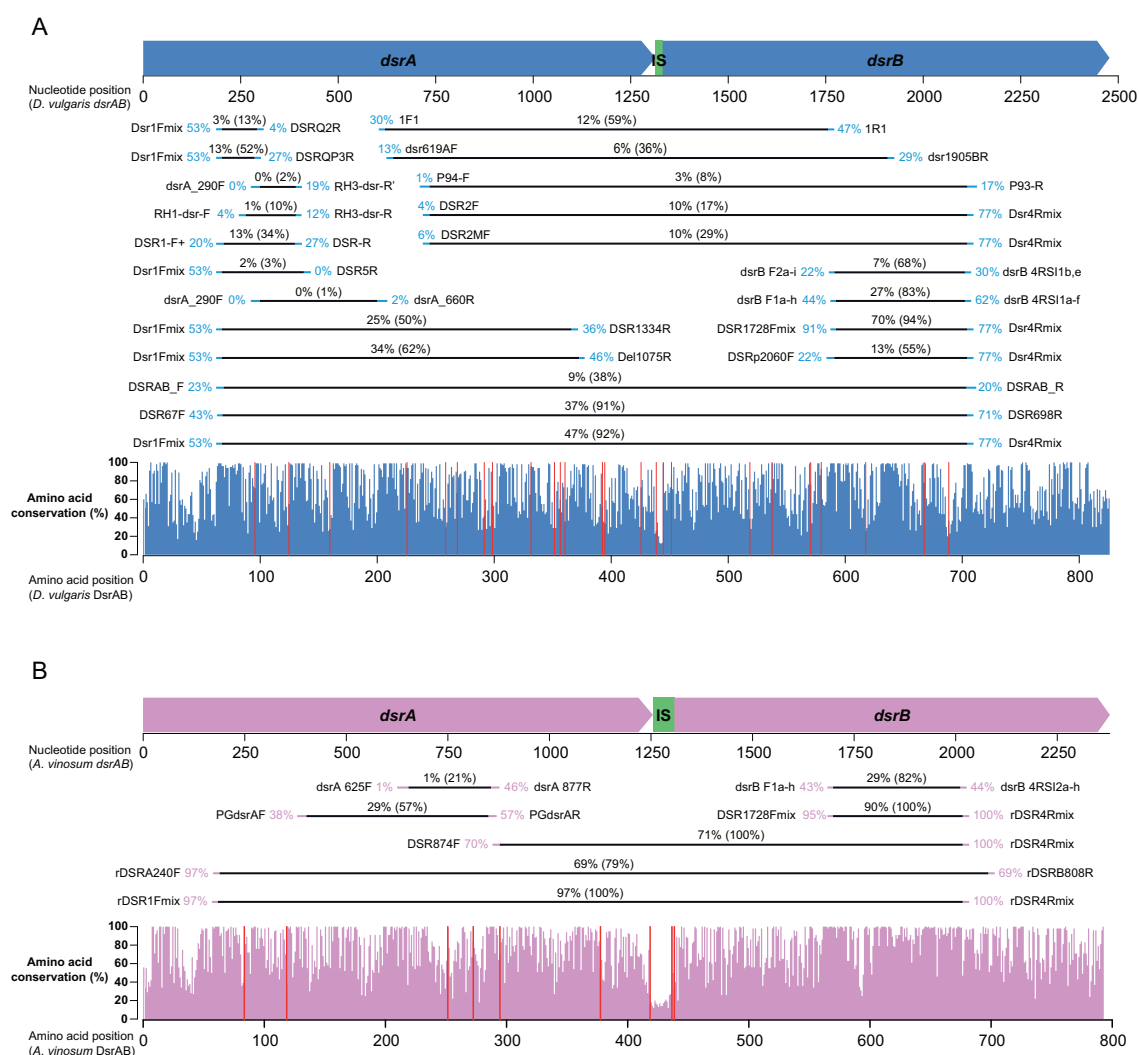 A
dsrA IS dsrB
Nucleotide position
(D. vulgaris dsrAB)
0 250 500 750 1000 1250 1500 1750 2000 2250 2500
Dsr1Fmix 53% 3% (13%) 4% DSRQ2R 30% 1F1 12% (59%) 47% 1R1
Dsr1Fmix 53% 13% (52%) 27% DSRQP3R 13% dsr619AF 6% (36%) 29% dsr1905BR
dsrA_290F 0% 0% (2%) 19% RH3-dsr-R' 1% P94-F 3% (8%) 17% P93-R
RH1-dsr-F 4% 1% (10%) 12% RH3-dsr-R 4% DSR2F 10% (17%) 77% Dsr4Rmix
DSR1-F+ 20% 13% (34%) 27% DSR-R 6% DSR2MF 10% (29%) 77% Dsr4Rmix
Dsr1Fmix 53% 2% (3%) 0% DSR5R dsrB F2a-i 22% 7% (68%) 30% dsrB 4RSI1b,e
dsrA_290F 0% 0% (1%) 2% dsrA_660R dsrB F1a-h 44% 27% (83%) 62% dsrB 4RSI1a-f
Dsr1Fmix 53% 25% (50%) 36% DSR1334R DSR1728Fmix 91% 70% (94%) 77% Dsr4Rmix
Dsr1Fmix 53% 34% (62%) 46% Del1075R DSRp2060F 22% 13% (55%) 77% Dsr4Rmix
DSRAB_F 23% 9% (38%) 20% DSRAB_R
DSR67F 43% 37% (91%) 71% DSR698R
Dsr1Fmix 53% 47% (92%) 77% Dsr4Rmix
100
80
60
40
20
0
Amino acid
conservation (%)
0 100 200 300 400 500 600 700 800
Amino acid position
(D. vulgaris DsrAB)
B
dsrA IS dsrB
Nucleotide position
(A. vinosum dsrAB)
0 250 500 750 1000 1250 1500 1750 2000 2250
dsrA 625F 1% 1% (21%) 46% dsrA 877R dsrB F1a-h 43% 29% (82%) 44% dsrB 4RSI2a-h
PGdsrAF 38% 29% (57%) 57% PGdsrAR DSR1728Fmix 95% 90% (100%) 100% rDSR4Rmix
DSR874F 70% 71% (100%) 100% rDSR4Rmix
rDSRA240F 97% 69% (79%) 69% rDSRB808R
rDSR1Fmix 97% 97% (100%) 100% rDSR4Rmix
100
80
60
40
20
0
Amino acid
conservation (%)
0 100 200 300 400 500 600 700 800
Amino acid position
(A. vinosum DsrAB)